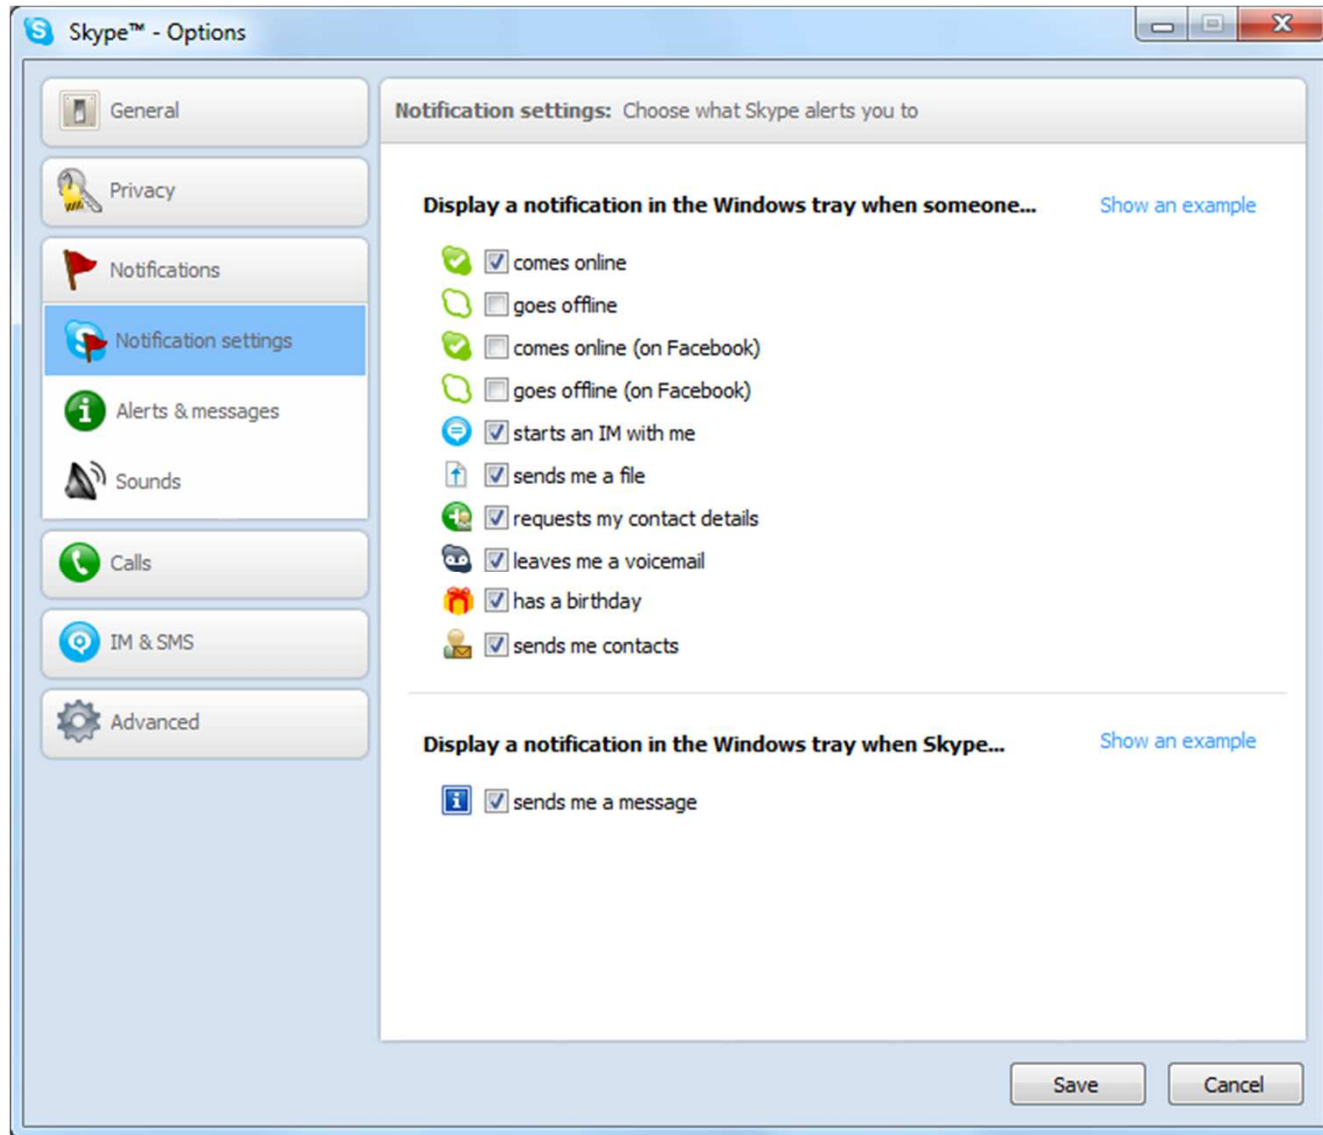 Skype™ - Options
General
Privacy
Notifications
Notification settings
Alerts & messages
Sounds
Calls
IM & SMS
Advanced
Notification settings: Choose what Skype alerts you to
Display a notification in the Windows tray when someone... Show an example
comes online
goes offline
comes online (on Facebook)
goes offline (on Facebook)
starts an IM with me
sends me a file
requests my contact details
leaves me a voicemail
has a birthday
sends me contacts
Display a notification in the Windows tray when Skype... Show an example
sends me a message
Save Cancel